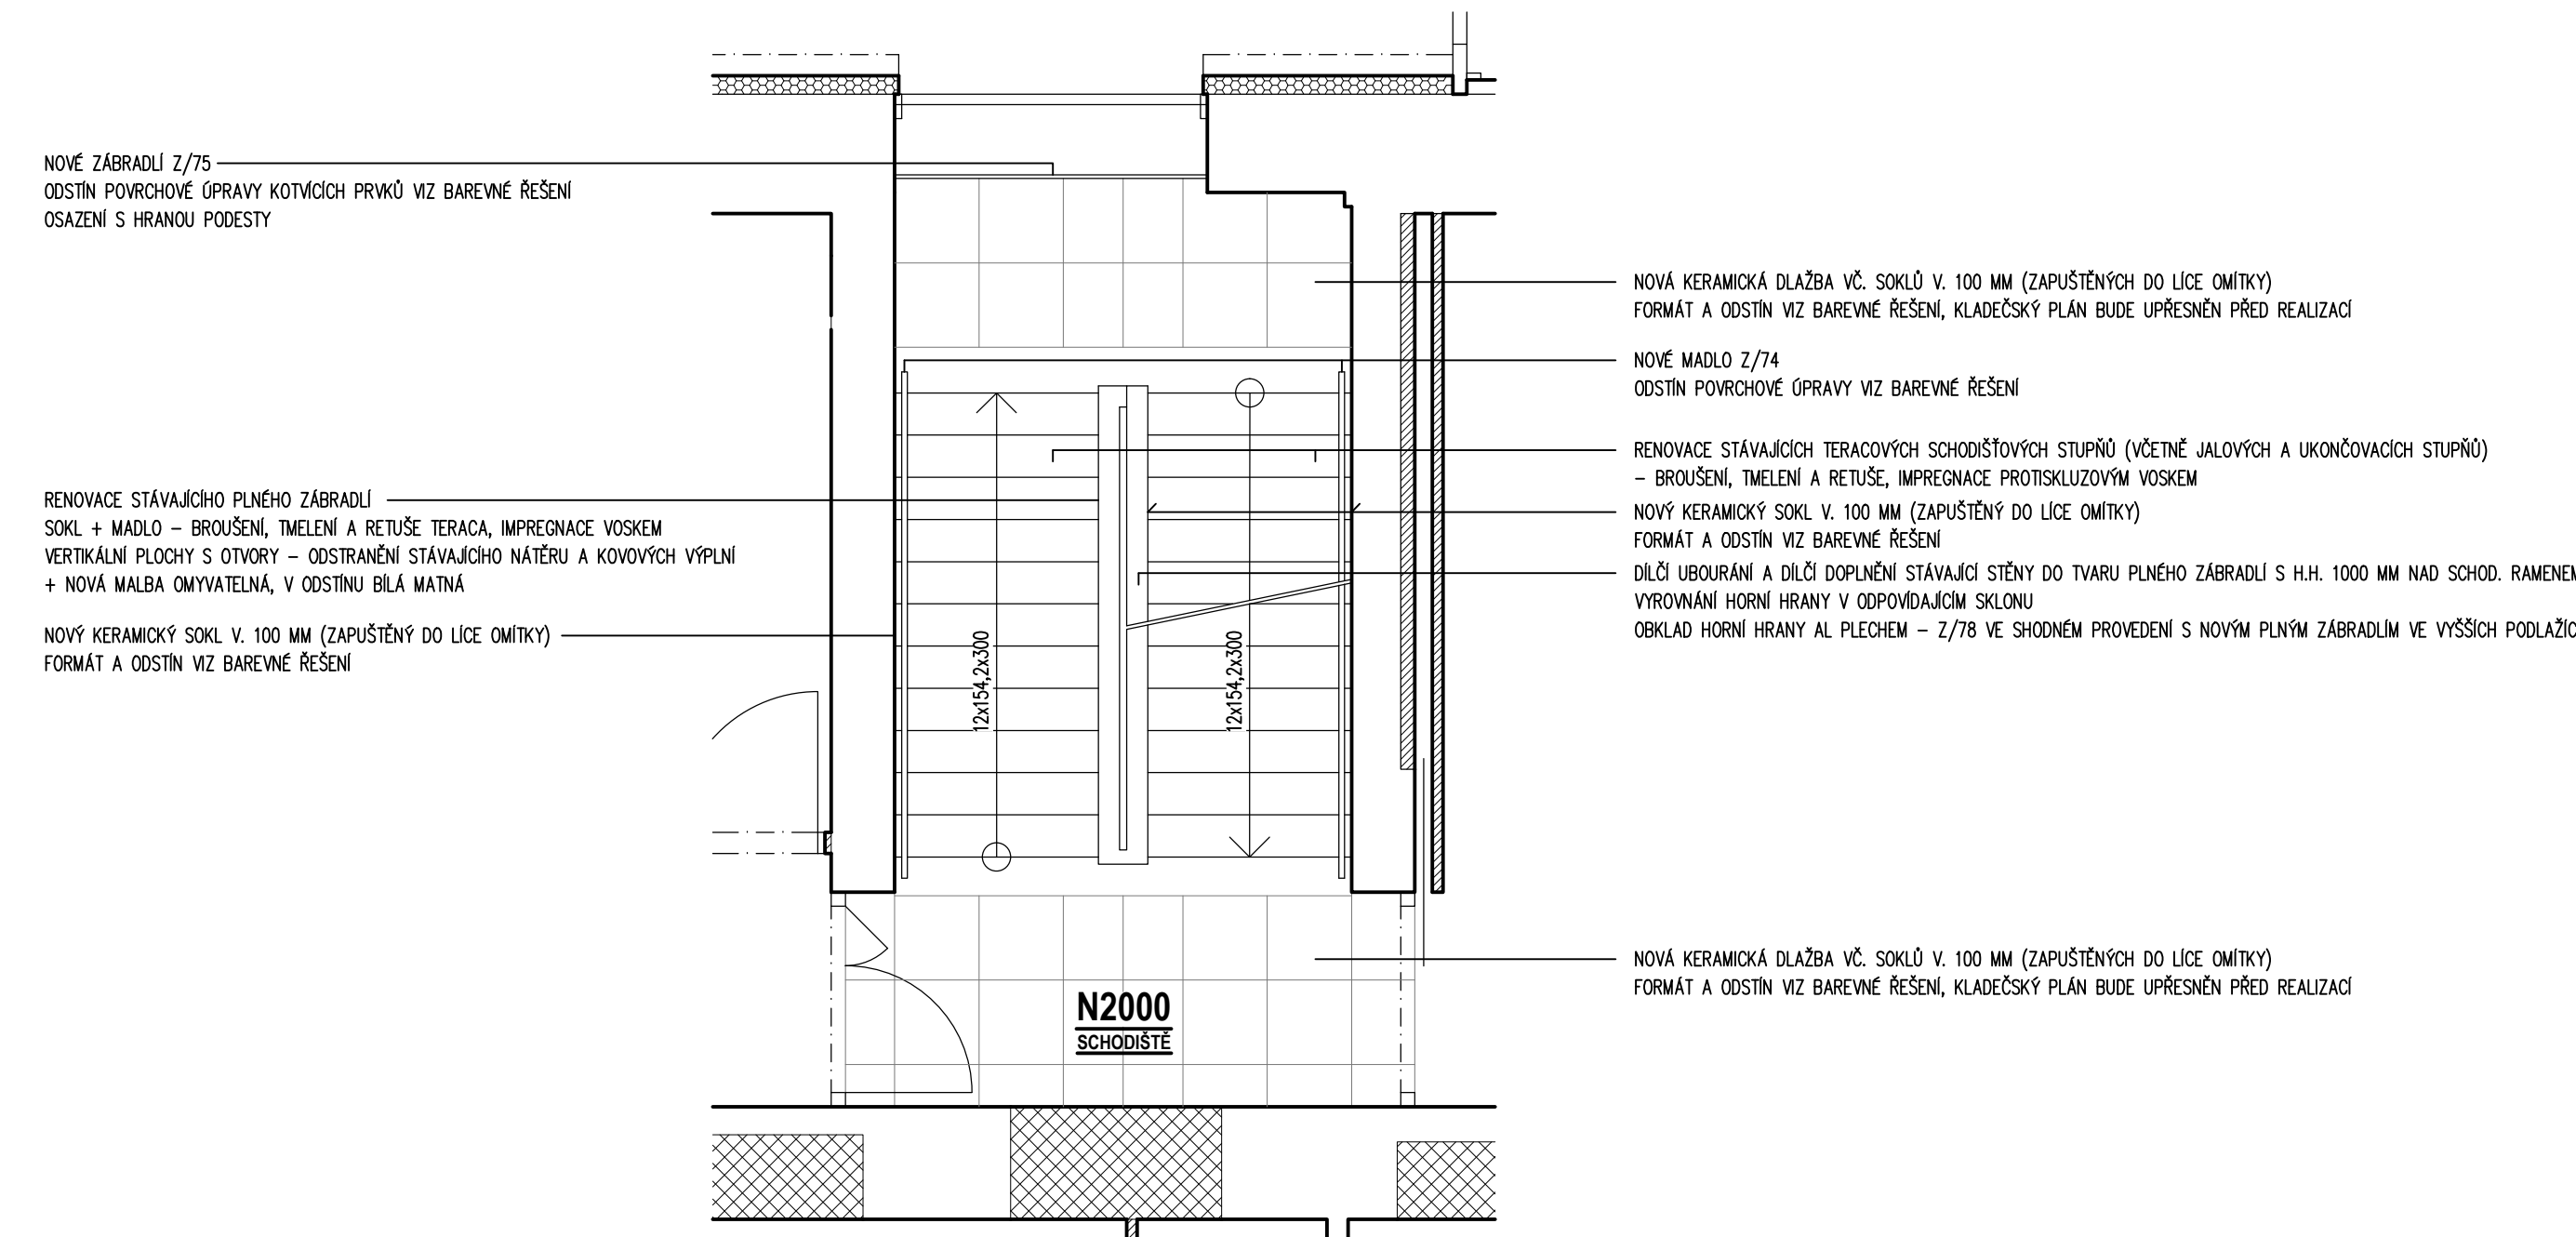 NOVÉ ZÁBRADLÍ Z/75
ODSTÍN POVRCHOVÉ ÚPRAVY KOTVÍCÍCH PRVKŮ VIZ BAREVNÉ ŘEŠENÍ
OSAZENÍ S HRANOU PODESTY
RENOVACE STÁVAJÍCÍHO PLNÉHO ZÁBRADLÍ
SOKL + MADLO – BROUŠENÍ, TMELENÍ A RETUŠE TERACA, IMPREGNACE VOSKEM
VERTIKÁLNÍ PLOCHY S OTVORY – ODSTRANĚNÍ STÁVAJÍCÍHO NÁTĚRU A KOVOVÝCH VÝPLNÍ
+ NOVÁ MALBA OMYVATELNÁ, V ODSTÍNU BÍLÁ MATNÁ
NOVÝ KERAMICKÝ SOKL V. 100 MM (ZAPUŠTĚNÝ DO LÍCE OMÍTKY)
FORMÁT A ODSTÍN VIZ BAREVNÉ ŘEŠENÍ
12x154,2x300
12x154,2x300
N2000
SCHODIŠTĚ
NOVÁ KERAMICKÁ DLAŽBA VČ. SOKLŮ V. 100 MM (ZAPUŠTĚNÝCH DO LÍCE OMÍTKY)
FORMÁT A ODSTÍN VIZ BAREVNÉ ŘEŠENÍ, KLADEČSKÝ PLÁN BUDE UPŘESNĚN PŘED REALIZACÍ
NOVÉ MADLO Z/74
ODSTÍN POVRCHOVÉ ÚPRAVY VIZ BAREVNÉ ŘEŠENÍ
RENOVACE STÁVAJÍCÍCH TERACOVÝCH SCHODIŠŤOVÝCH STUPŇŮ (VČETNĚ JALOVÝCH A UKONČOVACÍCH STUPŇŮ)
– BROUŠENÍ, TMELENÍ A RETUŠE, IMPREGNACE PROTISKLUZOVÝM VOSKEM
NOVÝ KERAMICKÝ SOKL V. 100 MM (ZAPUŠTĚNÝ DO LÍCE OMÍTKY)
FORMÁT A ODSTÍN VIZ BAREVNÉ ŘEŠENÍ
DÍLČÍ UBOURÁNÍ A DÍLČÍ DOPLNĚNÍ STÁVAJÍCÍ STĚNY DO TVARU PLNÉHO ZÁBRADLÍ S H.H. 1000 MM NAD SCHOD. RAMENEM
VYROVNÁNÍ HORNÍ HRANY V ODPOVÍDAJÍCÍM SKLONU
OBKLAD HORNÍ HRANY AL PLECHEM – Z/78 VE SHODNÉM PROVEDENÍ S NOVÝM PLNÝM ZÁBRADLÍM VE VYŠŠÍCH
NOVÁ KERAMICKÁ DLAŽBA VČ. SOKLŮ V. 100 MM (ZAPUŠTĚNÝCH DO LÍCE OMÍTKY)
FORMÁT A ODSTÍN VIZ BAREVNÉ ŘEŠENÍ, KLADEČSKÝ PLÁN BUDE UPŘESNĚN PŘED REALIZACÍ